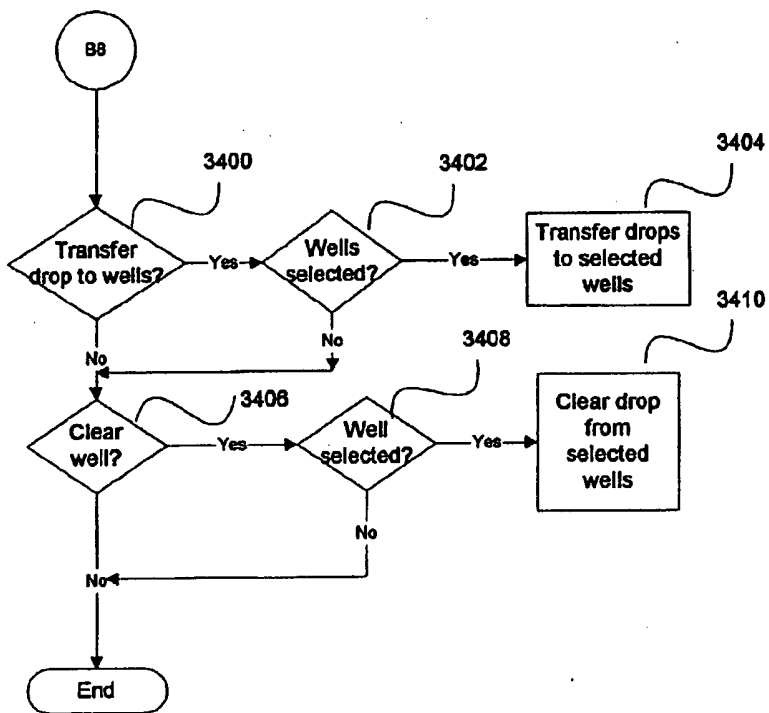 B8
3400
3402
3404
Transfer
drop to wells?
Yes
Wells
selected?
Yes
Transfer drops
to selected
wells
No
No
3406
3408
3410
Clear
well?
Yes
Well
selected?
Yes
Clear drop
from
selected
wells
No
No
End